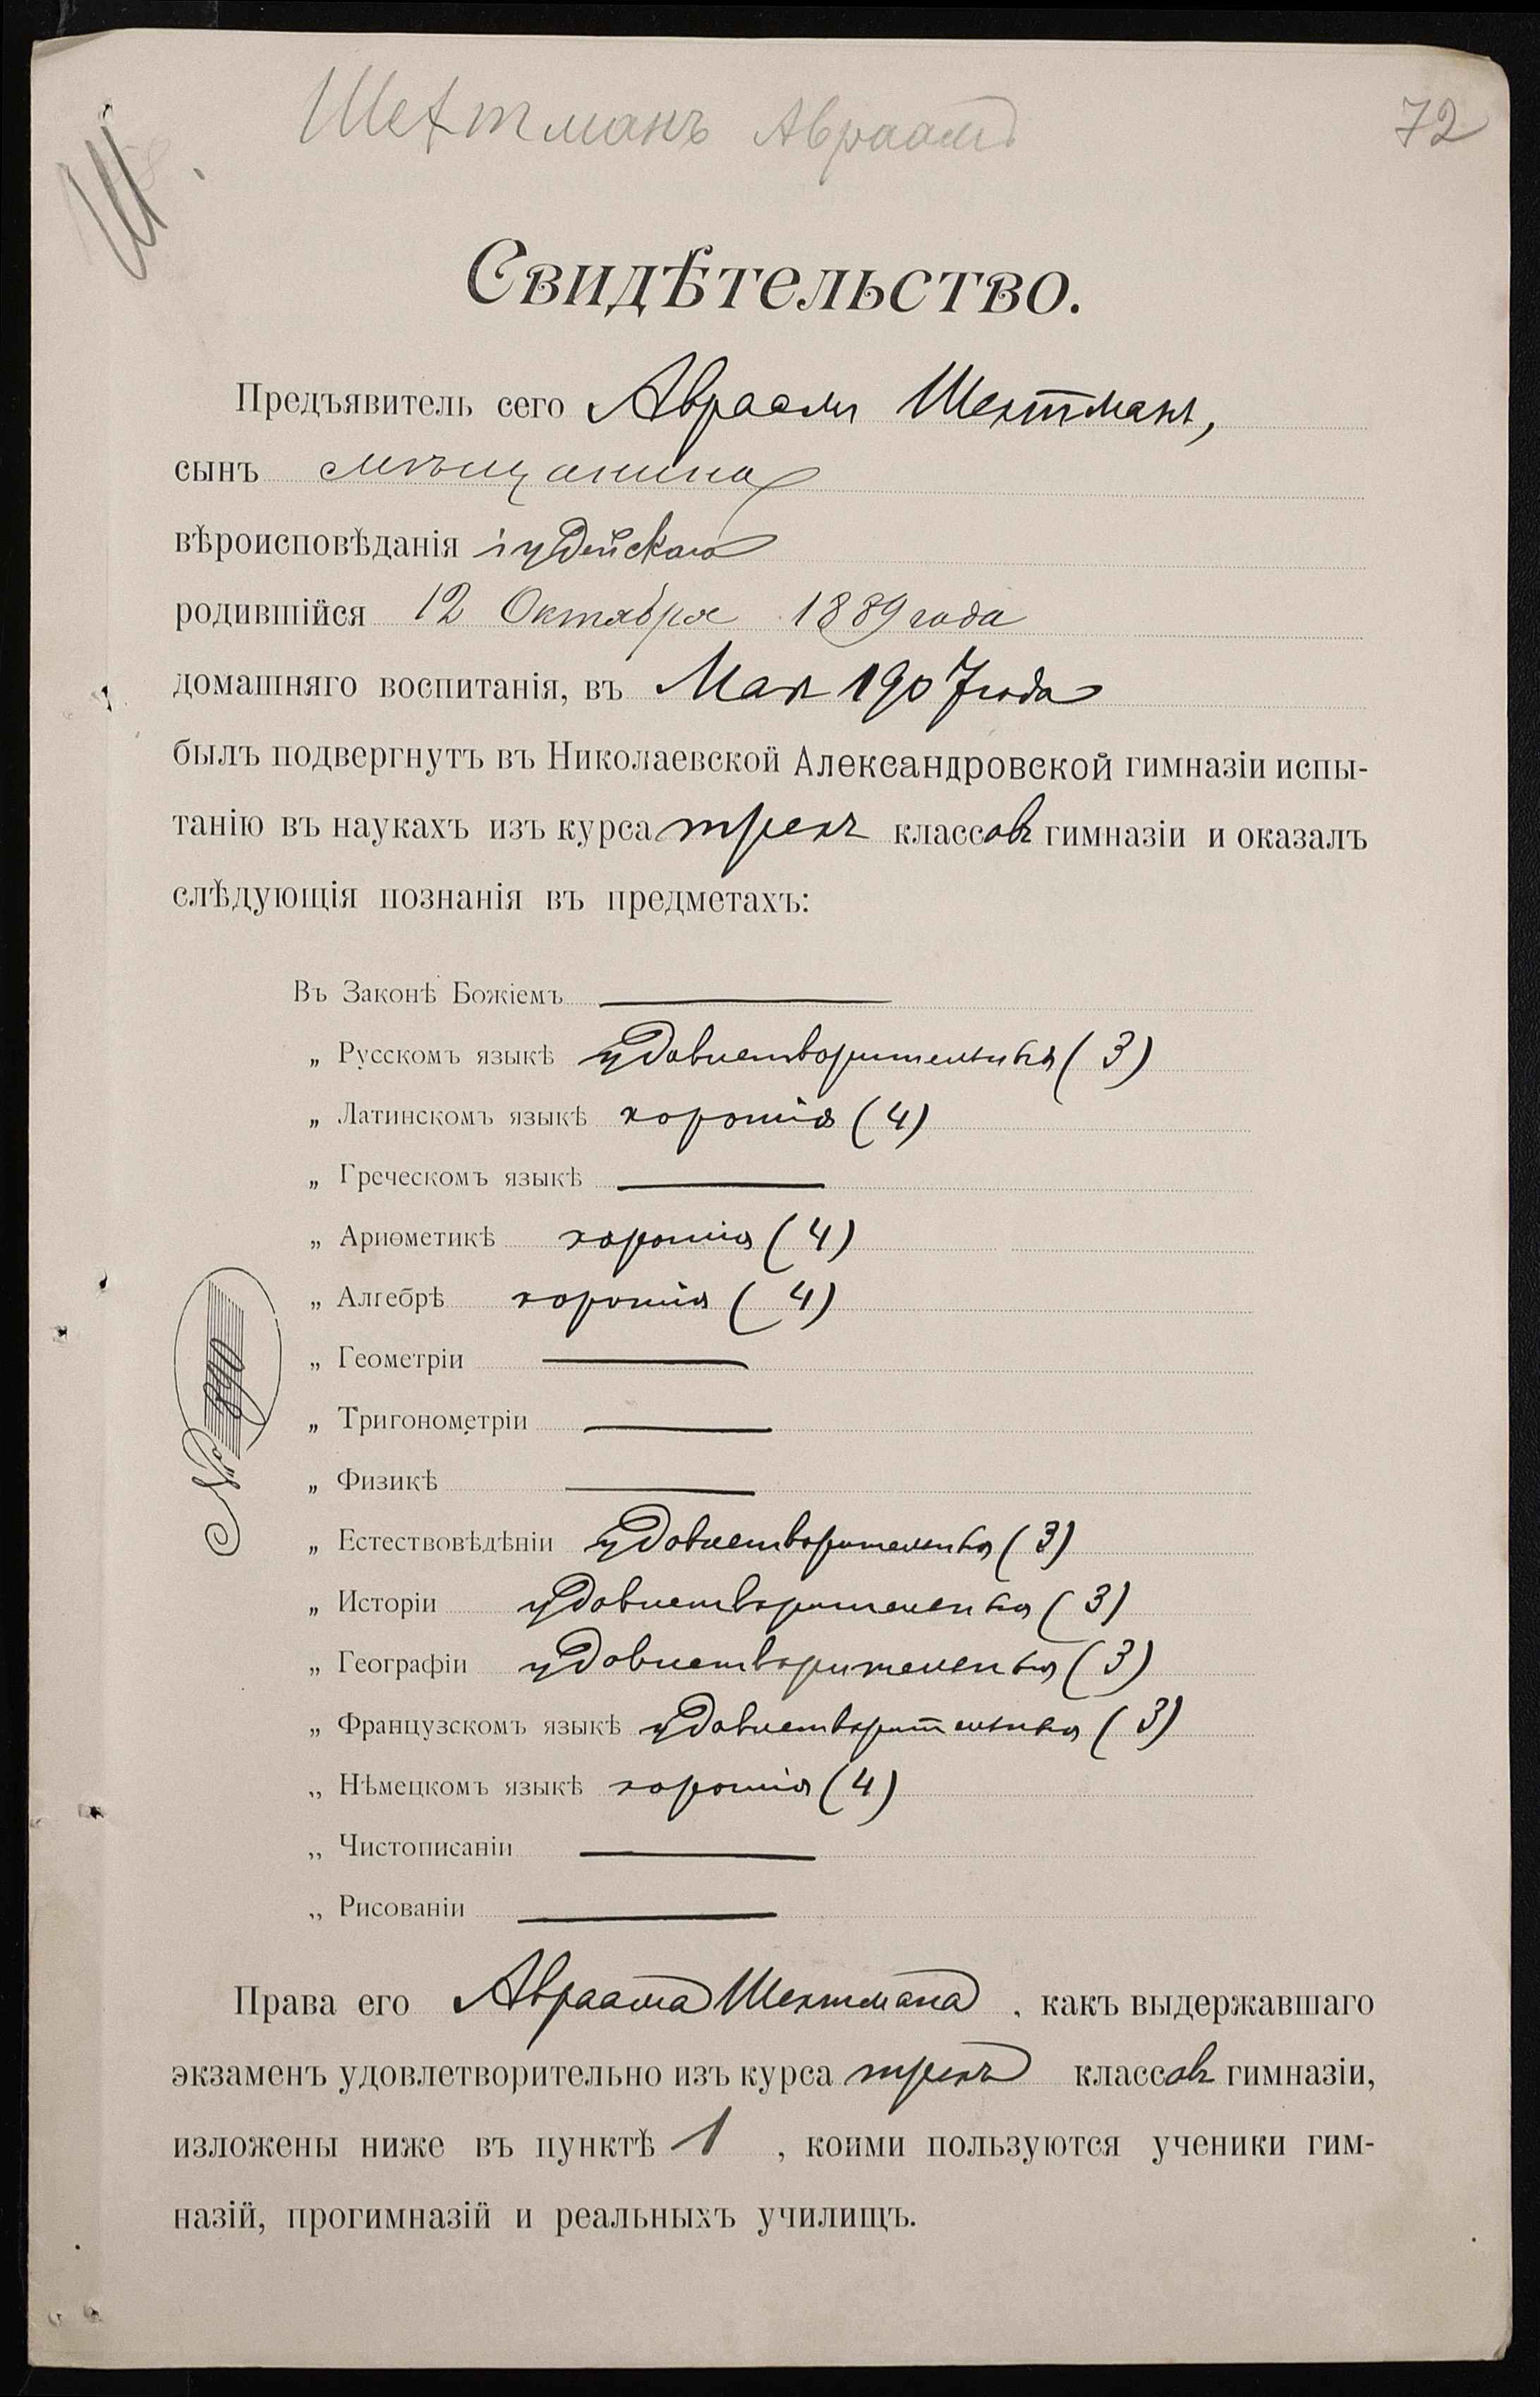 Шехтманъ Авраамъ
72
Ш.
Свидѣтельство.
Предъявитель сего Авраамъ Шехтманъ,
сынъ мѣщанина
вѣроисповѣданія іудейскаго
родившійся 12 Октября 1889 года
домашняго воспитанія, въ Маѣ 1907 года
былъ подвергнутъ въ Николаевской Александровской гимназіи испы-
танію въ наукахъ изъ курса трехъ классовъ гимназіи и оказалъ
слѣдующія познанія въ предметахъ:
Въ Законѣ Божіемъ
„ Русскомъ языкѣ удовлетворительныя (3)
„ Латинскомъ языкѣ хорошія (4)
„ Греческомъ языкѣ
„ Ариѳметикѣ хорошія (4)
„ Алгебрѣ хорошія (4)
„ Геометріи
„ Тригонометріи
„ Физикѣ
„ Естествовѣдѣніи удовлетворительныя (3)
„ Исторіи удовлетворительныя (3)
„ Географіи удовлетворительныя (3)
„ Французскомъ языкѣ удовлетворительныя (3)
„ Нѣмецкомъ языкѣ хорошія (4)
„ Чистописаніи
„ Рисованіи
№ 890
Права его Авраама Шехтмана, какъ выдержавшаго
экзаменъ удовлетворительно изъ курса трехъ классовъ гимназіи,
изложены ниже въ пунктѣ 1, коими пользуются ученики гим-
назій, прогимназій и реальныхъ училищъ.